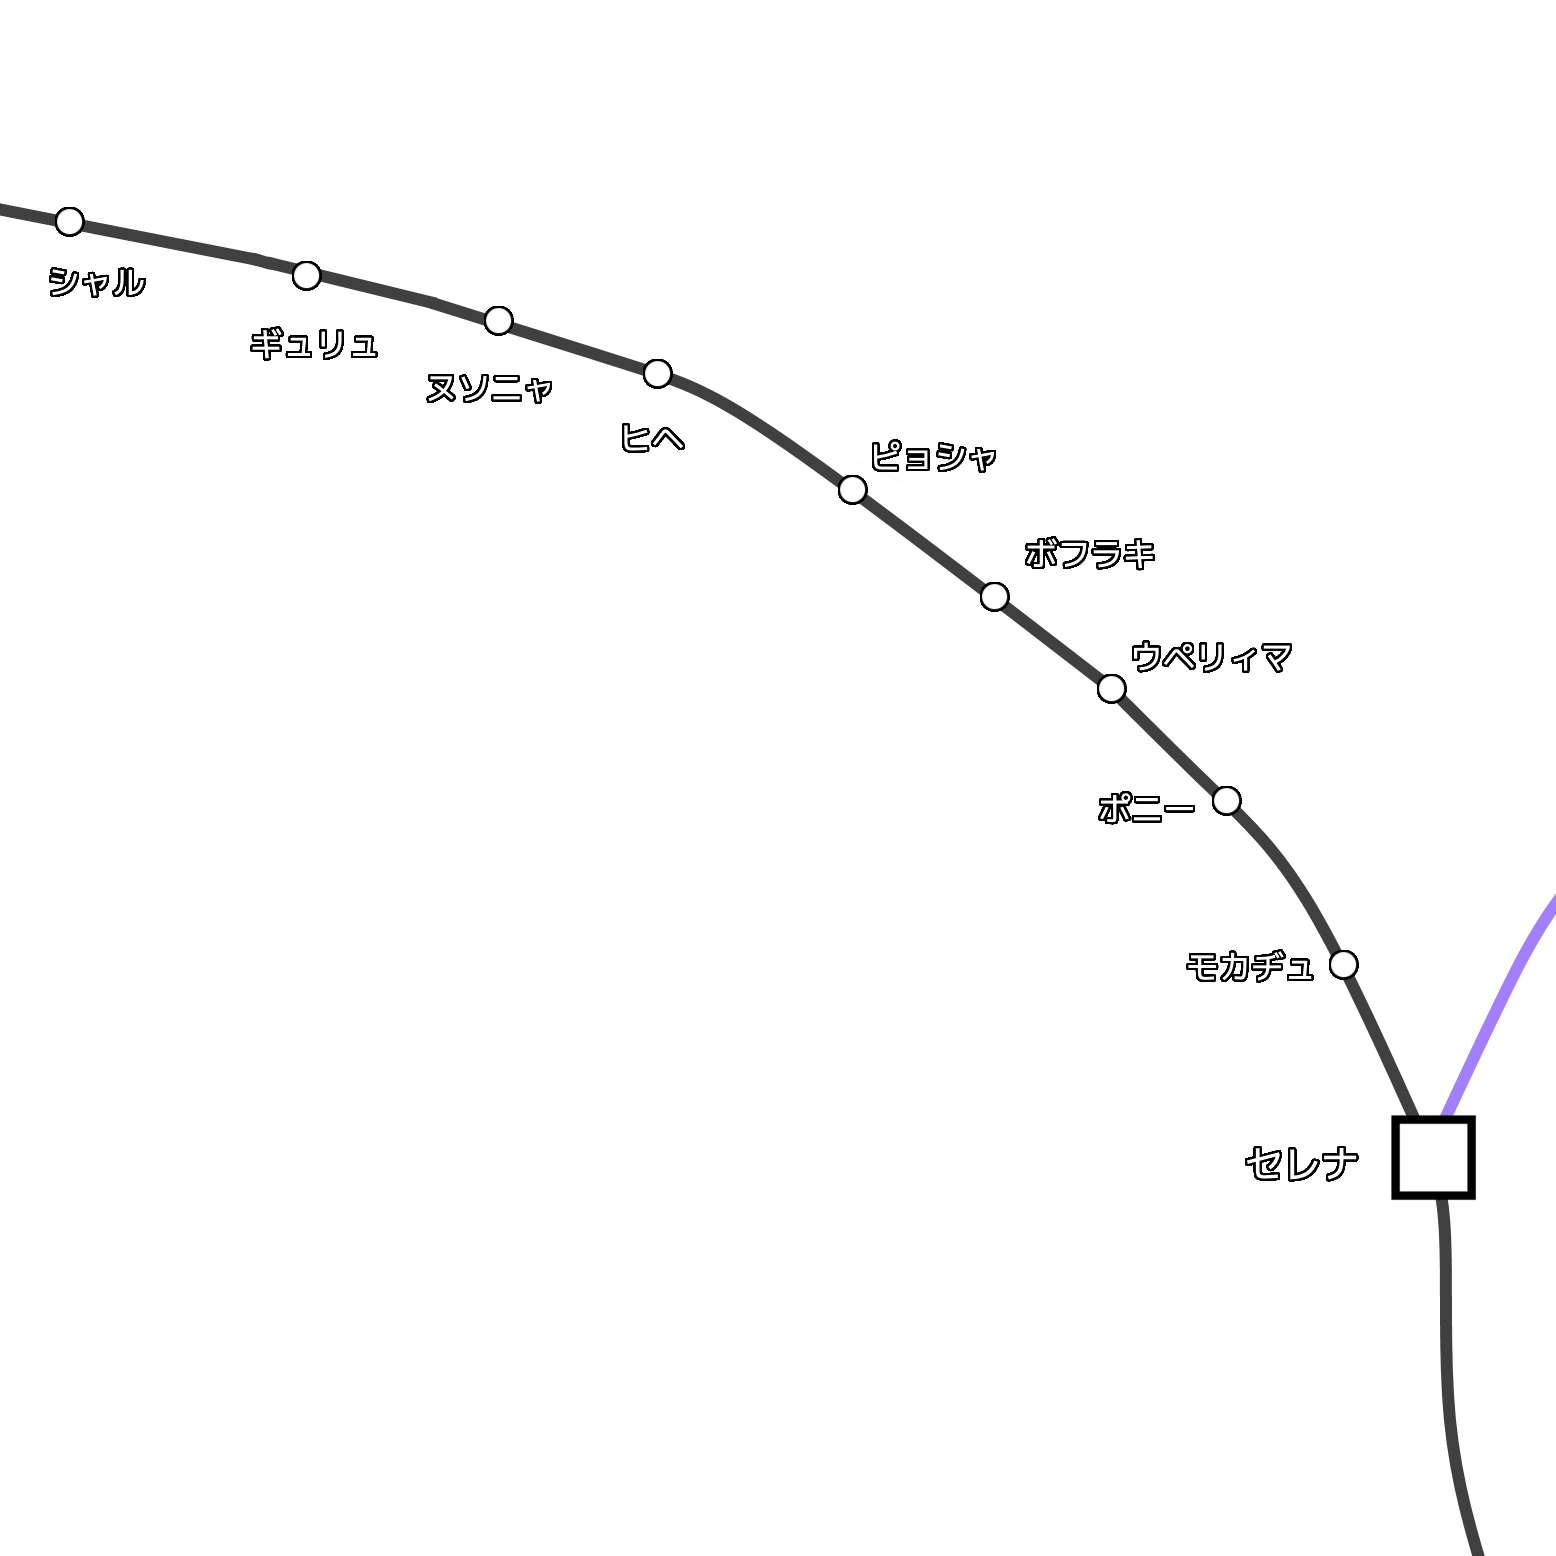 シャル
ギュリュ
ヌソニャ
ヒヘ
ピョシャ
ボフラキ
ウペリィマ
ポニー
モカヂュ
セレナ